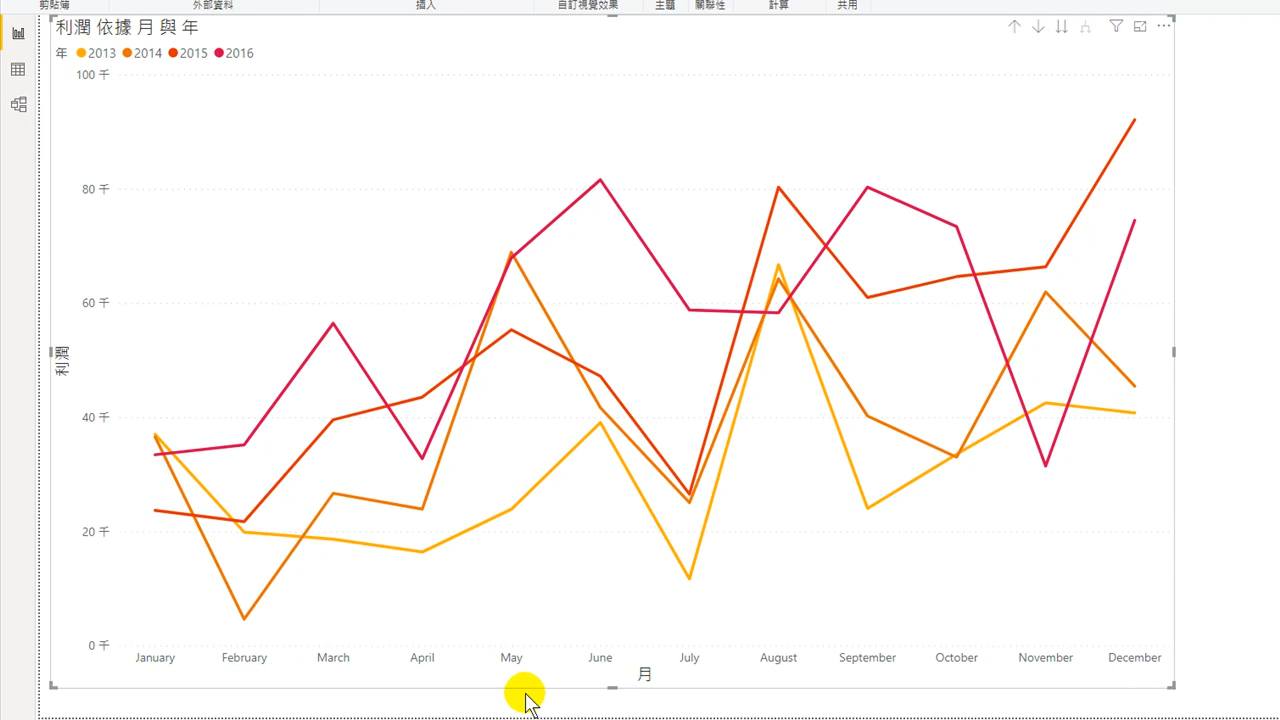 剪貼簿 外部資料 插入 自訂視覺效果 主題 關聯性 計算 共用
利潤 依據 月 與 年
年 2013 2014 2015 2016
100 千
80 千
60 千
40 千
20 千
0 千
利潤
January February March April May June July August September October November December
月